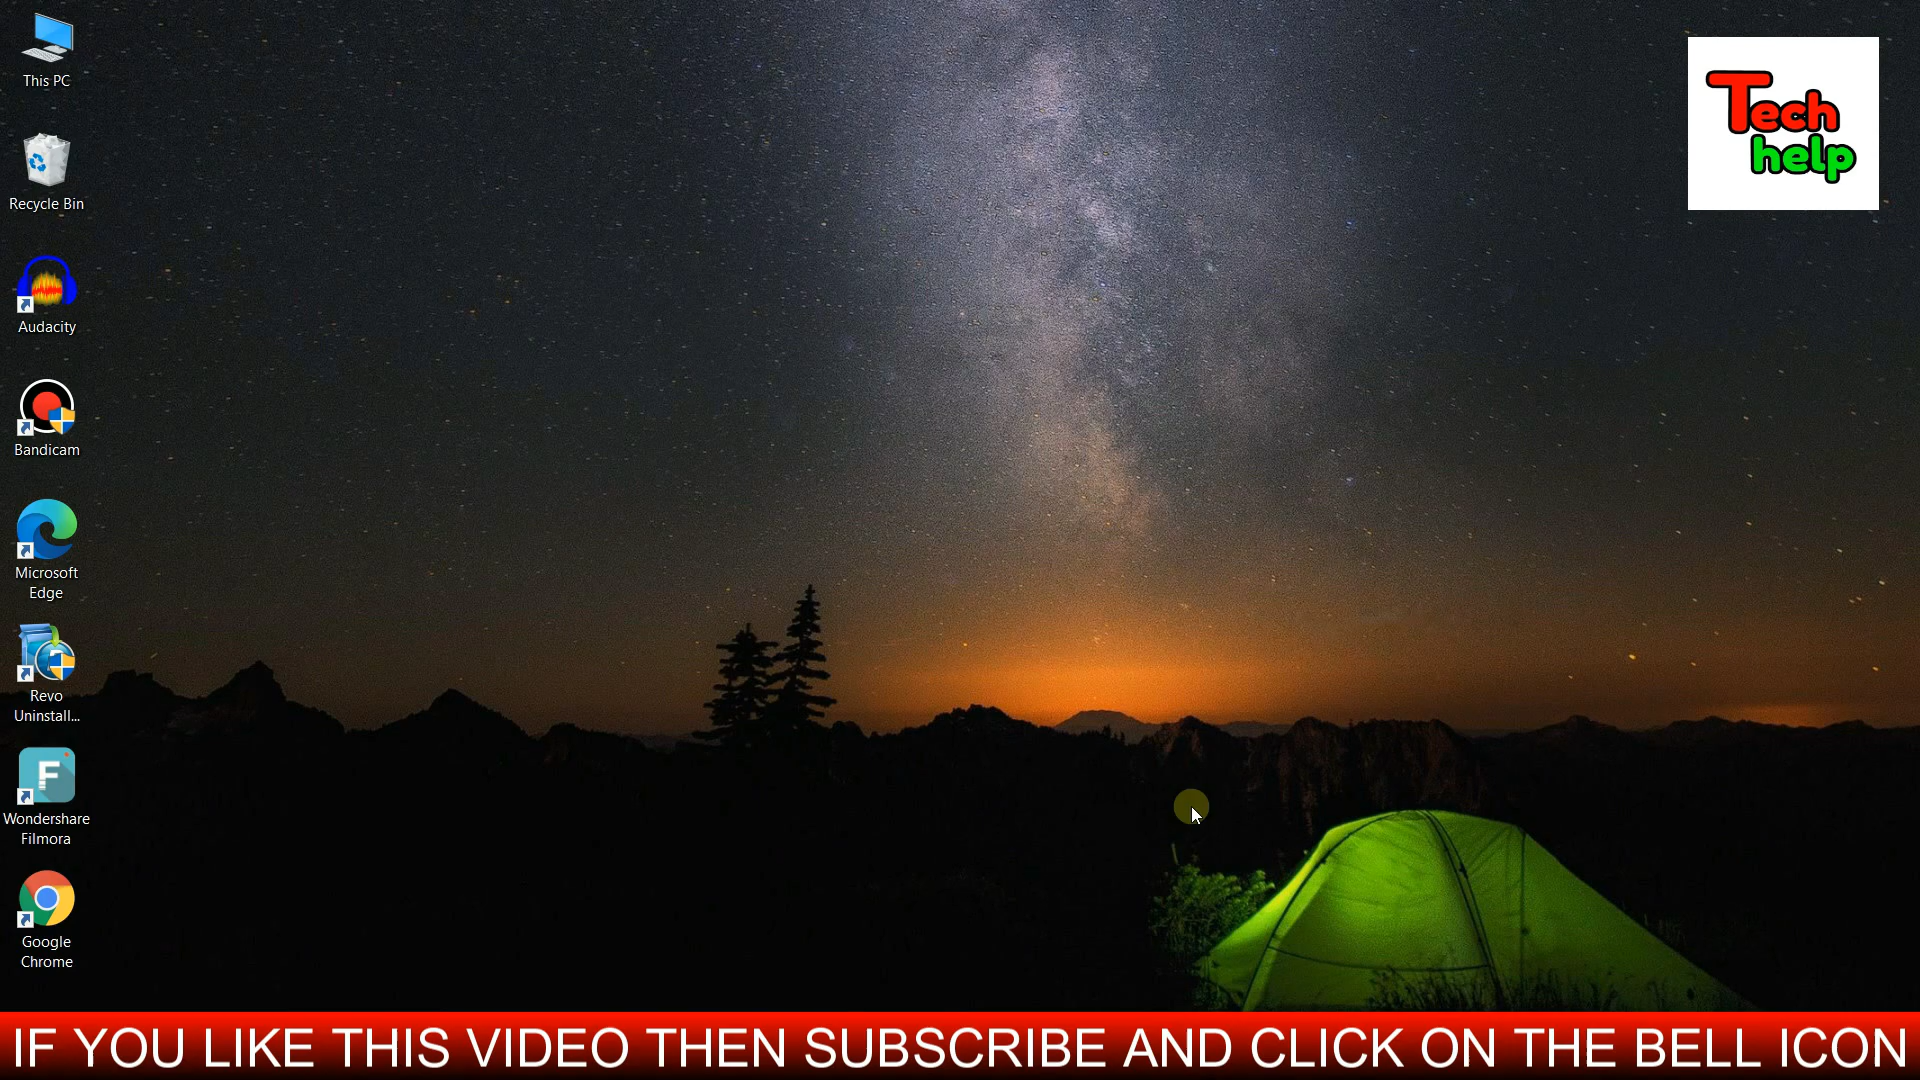 This PC
Recycle Bin
Audacity
Bandicam
Microsoft
Edge
Revo
Uninstall...
Wondershare
Filmora
Google
Chrome
Tech
help
IF YOU LIKE THIS VIDEO THEN SUBSCRIBE AND CLICK ON THE BELL ICON